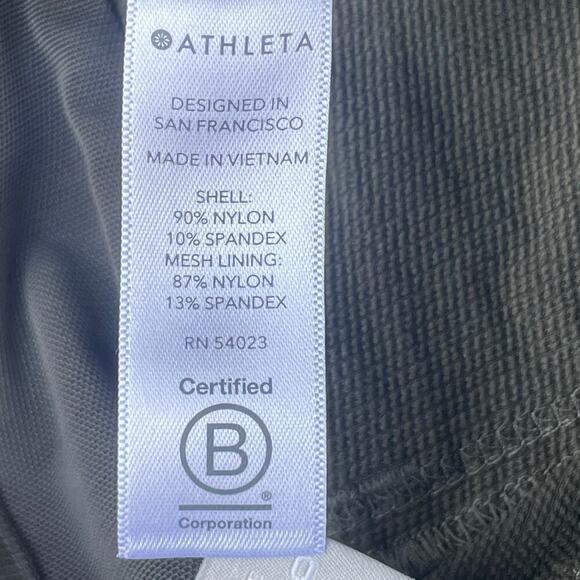 ATHLETA
DESIGNED IN
SAN FRANCISCO
MADE IN VIETNAM
SHELL:
90% NYLON
10% SPANDEX
MESH LINING:
87% NYLON
13% SPANDEX
RN 54023
Certified
B
®
Corporation